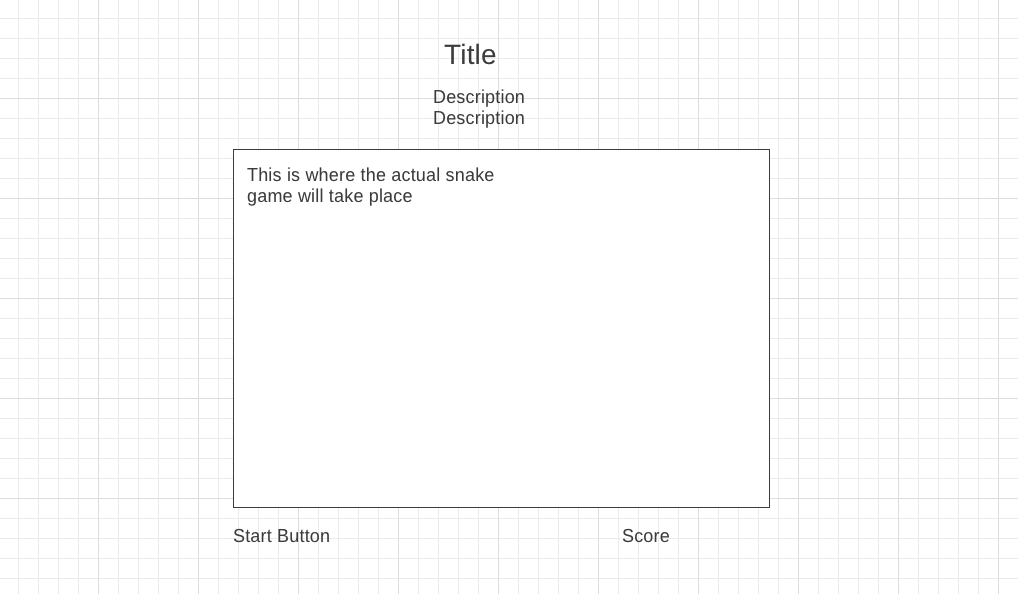 Title
Description
Description
This is where the actual snake
game will take place
Start Button
Score